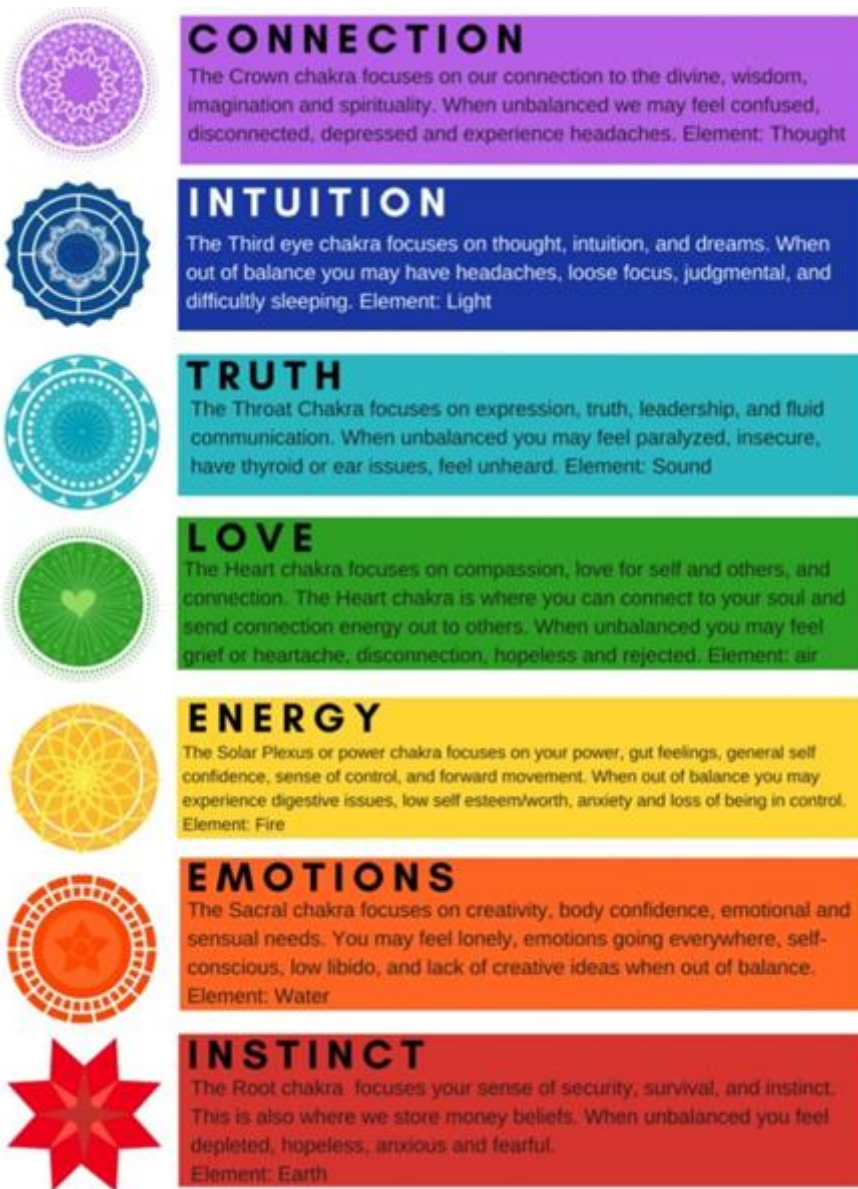 CONNECTION
The Crown chakra focuses on our connection to the divine, wisdom,
imagination and spirituality. When unbalanced we may feel confused,
disconnected, depressed and experience headaches. Element: Thought
INTUITION
The Third eye chakra focuses on thought, intuition, and dreams. When
out of balance you may have headaches, loose focus, judgmental, and
difficultly sleeping. Element: Light
TRUTH
The Throat Chakra focuses on expression, truth, leadership, and fluid
communication. When unbalanced you may feel paralyzed, insecure,
have thyroid or ear issues, feel unheard. Element: Sound
LOVE
The Heart chakra focuses on compassion, love for self and others, and
connection. The Heart chakra is where you can connect to your soul and
send connection energy out to others. When unbalanced you may feel
grief or heartache, disconnection, hopeless and rejected. Element: air
ENERGY
The Solar Plexus or power chakra focuses on your power, gut feelings, general self
confidence, sense of control, and forward movement. When out of balance you may
experience digestive issues, low self esteem/worth, anxiety and loss of being in control.
Element: Fire
EMOTIONS
The Sacral chakra focuses on creativity, body confidence, emotional and
sensual needs. You may feel lonely, emotions going everywhere, self-
conscious, low libido, and lack of creative ideas when out of balance.
Element: Water
INSTINCT
The Root chakra focuses your sense of security, survival, and instinct.
This is also where we store money beliefs. When unbalanced you feel
depleted, hopeless, anxious and fearful.
Element: Earth